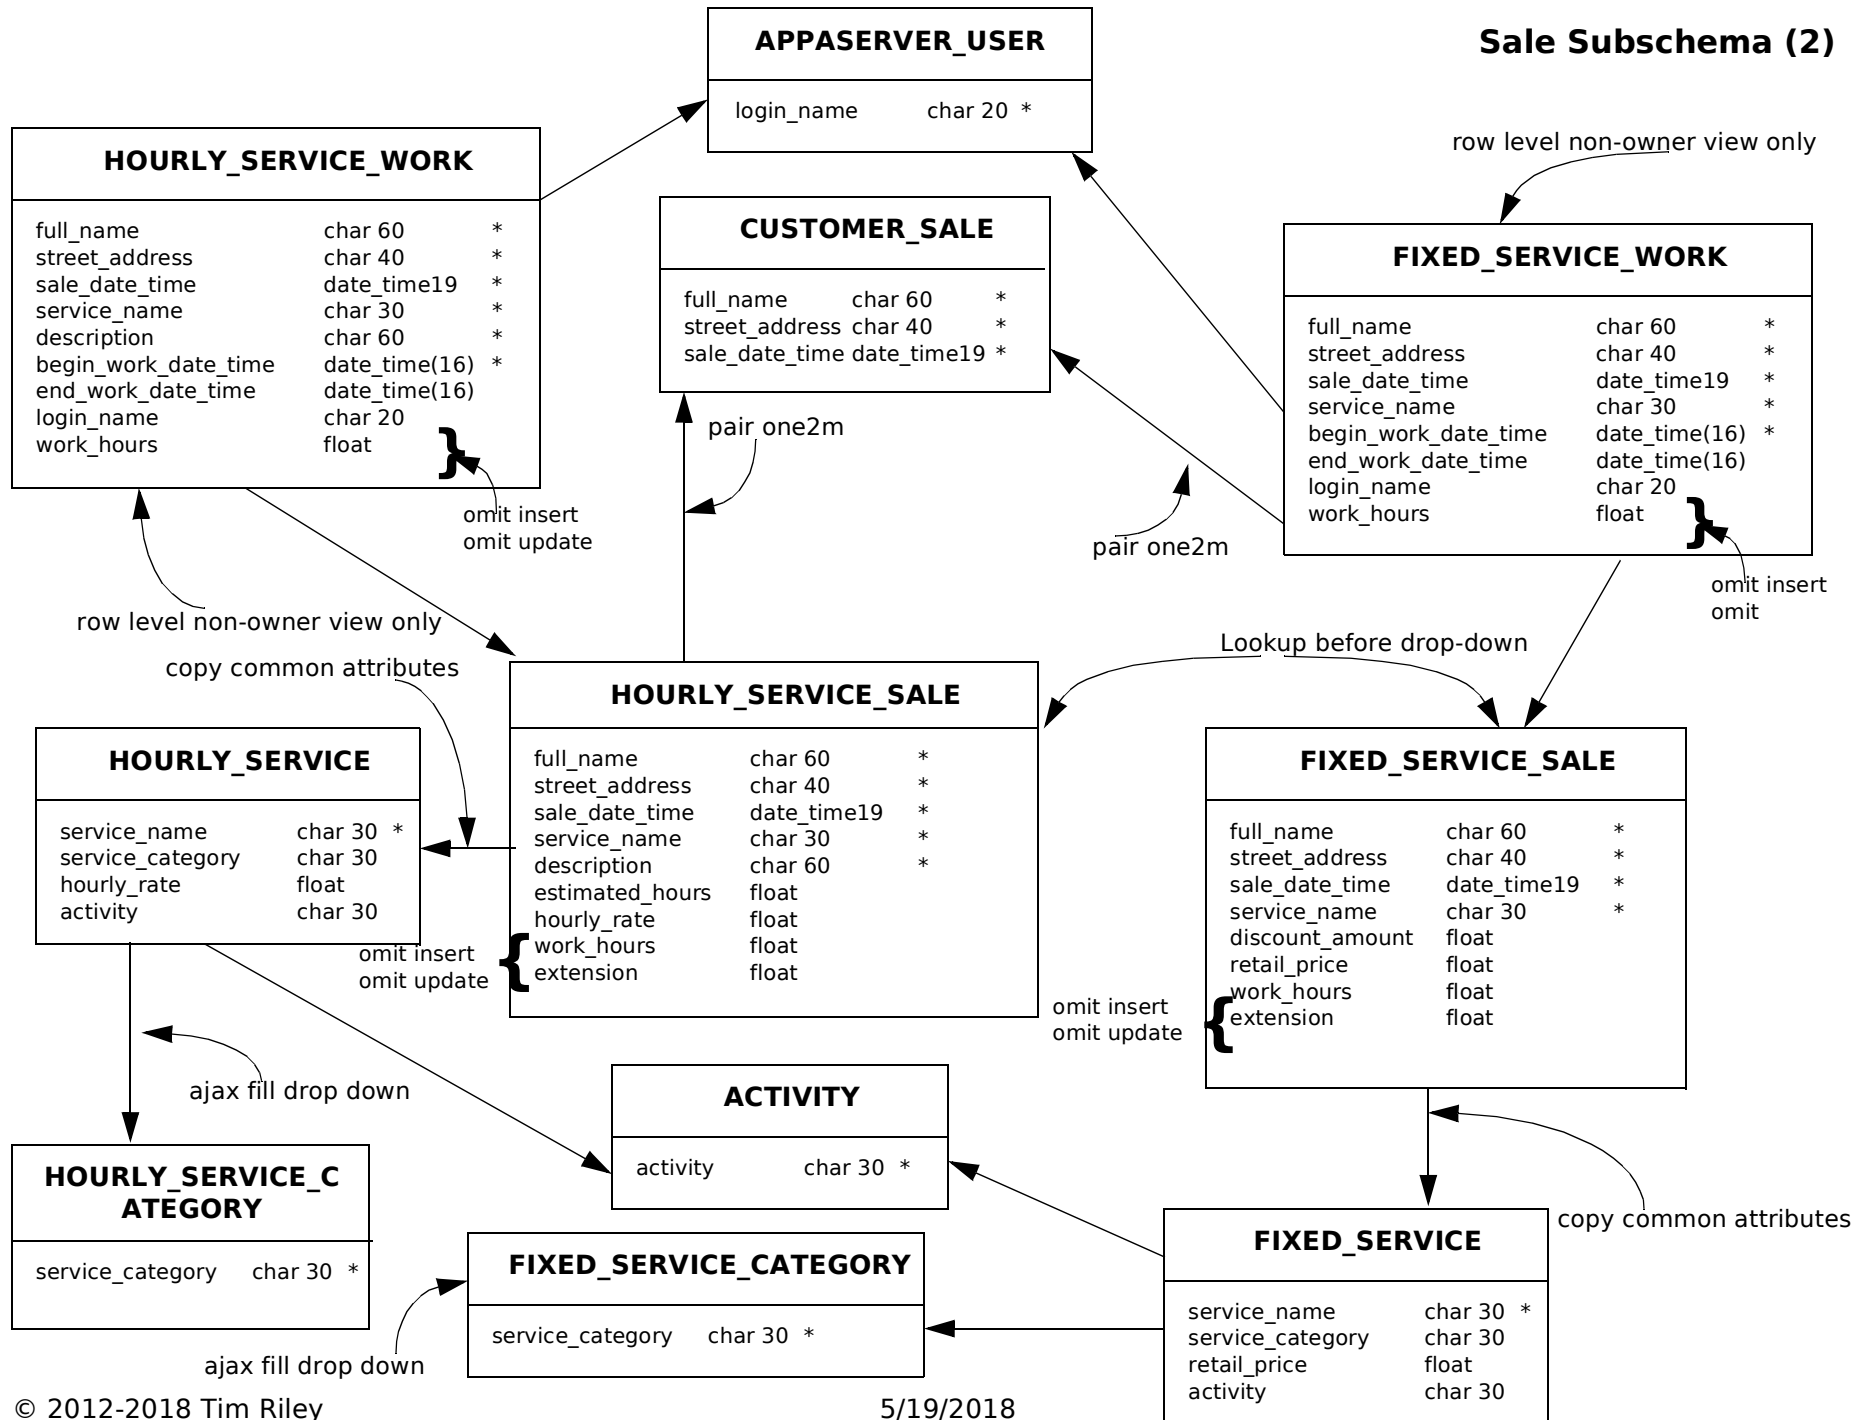 Sale Subschema (2)
APPASERVER_USER
login_name char 20 *
HOURLY_SERVICE_WORK
full_name char 60 *
street_address char 40 *
sale_date_time date_time19 *
service_name char 30 *
description char 60 *
begin_work_date_time date_time(16) *
end_work_date_time date_time(16)
login_name char 20
work_hours float
}
omit insert
omit update
row level non-owner view only
CUSTOMER_SALE
full_name char 60 *
street_address char 40 *
sale_date_time date_time19 *
pair one2m
pair one2m
row level non-owner view only
FIXED_SERVICE_WORK
full_name char 60 *
street_address char 40 *
sale_date_time date_time19 *
service_name char 30 *
begin_work_date_time date_time(16) *
end_work_date_time date_time(16)
login_name char 20
work_hours float
}
omit insert
omit
Lookup before drop-down
copy common attributes
HOURLY_SERVICE
service_name char 30 *
service_category char 30
hourly_rate float
activity char 30
HOURLY_SERVICE_SALE
full_name char 60 *
street_address char 40 *
sale_date_time date_time19 *
service_name char 30 *
description char 60 *
estimated_hours float
hourly_rate float
work_hours float
extension float
{
omit insert
omit update
FIXED_SERVICE_SALE
full_name char 60 *
street_address char 40 *
sale_date_time date_time19 *
service_name char 30 *
discount_amount float
retail_price float
work_hours float
extension float
{
omit insert
omit update
ajax fill drop down
ACTIVITY
activity char 30 *
HOURLY_SERVICE_C
ATEGORY
service_category char 30 *
FIXED_SERVICE_CATEGORY
service_category char 30 *
ajax fill drop down
copy common attributes
FIXED_SERVICE
service_name char 30 *
service_category char 30
retail_price float
activity char 30
© 2012-2018 Tim Riley
5/19/2018